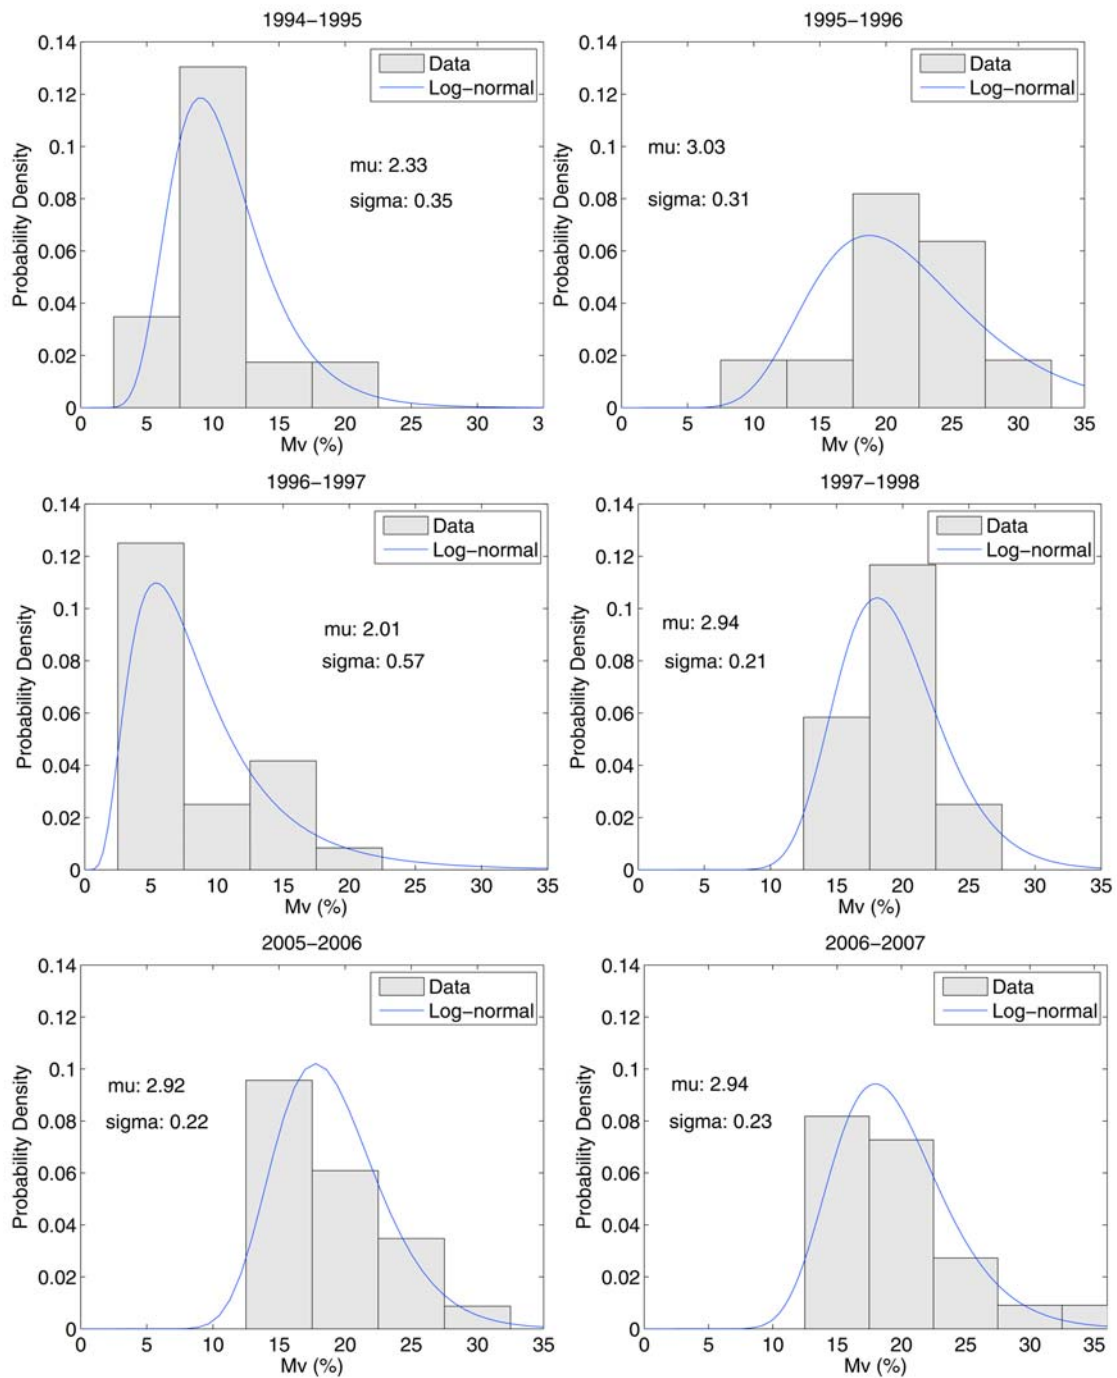 1994−1995
0.14
0.12
0.1
0.08
0.06
0.04
0.02
0
Probability Density
Data
Log−normal
mu: 2.33
sigma: 0.35
5 10 15 20 25 30 3
Mv (%)
1995−1996
0.14
0.12
0.1
0.08
0.06
0.04
0.02
0
Probability Density
Data
Log−normal
mu: 3.03
sigma: 0.31
0 5 10 15 20 25 30 35
Mv (%)
1996−1997
0.14
0.12
0.1
0.08
0.06
0.04
0.02
0
Probability Density
Data
Log−normal
mu: 2.01
sigma: 0.57
0 5 10 15 20 25 30 35
Mv (%)
1997−1998
0.14
0.12
0.1
0.08
0.06
0.04
0.02
0
Probability Density
Data
Log−normal
mu: 2.94
sigma: 0.21
0 5 10 15 20 25 30 35
Mv (%)
2005−2006
0.14
0.12
0.1
0.08
0.06
0.04
0.02
0
Probability Density
Data
Log−normal
mu: 2.92
sigma: 0.22
0 5 10 15 20 25 30 35
Mv (%)
2006−2007
0.14
0.12
0.1
0.08
0.06
0.04
0.02
0
Probability Density
Data
Log−normal
mu: 2.94
sigma: 0.23
0 5 10 15 20 25 30 35
Mv (%)